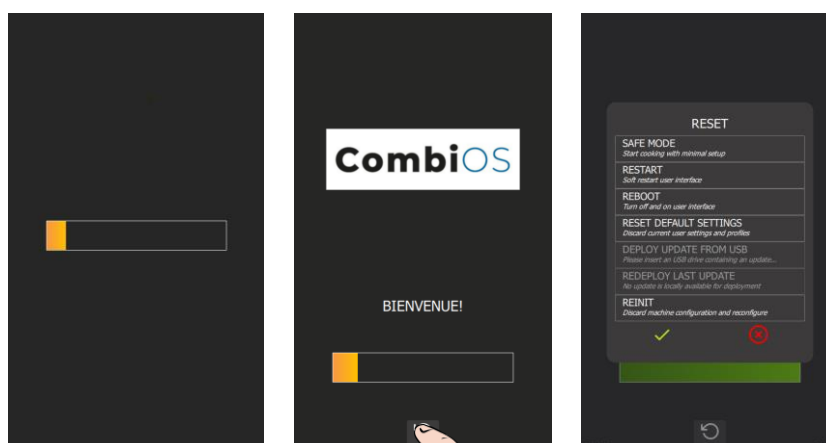 CombiOS
BIENVENUE!
RESET
SAFE MODE
Start cooking with minimal setup
RESTART
Soft restart user interface
REBOOT
Turn off and on user interface
RESET DEFAULT SETTINGS
Discard current user settings and profiles
DEPLOY UPDATE FROM USB
Please insert an USB drive containing an update...
REDEPLOY LAST UPDATE
No update is locally available for deployment
REINIT
Discard machine configuration and reconfigure